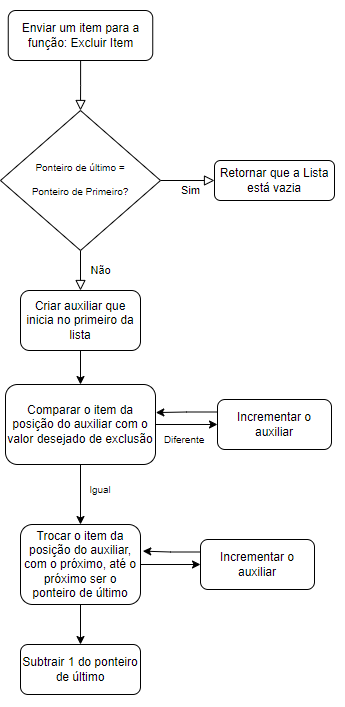 Enviar um item para a
função: Excluir Item
Ponteiro de último =
Ponteiro de Primeiro?
Sim
Retornar que a Lista
está vazia
Não
Criar auxiliar que
inicia no primeiro da
lista
Comparar o item da
posição do auxiliar com o
valor desejado de exclusão
Diferente
Incrementar o
auxiliar
Igual
Trocar o item da
posição do auxiliar,
com o próximo, até o
próximo ser o
ponteiro de último
Incrementar o
auxiliar
Subtrair 1 do ponteiro
de último